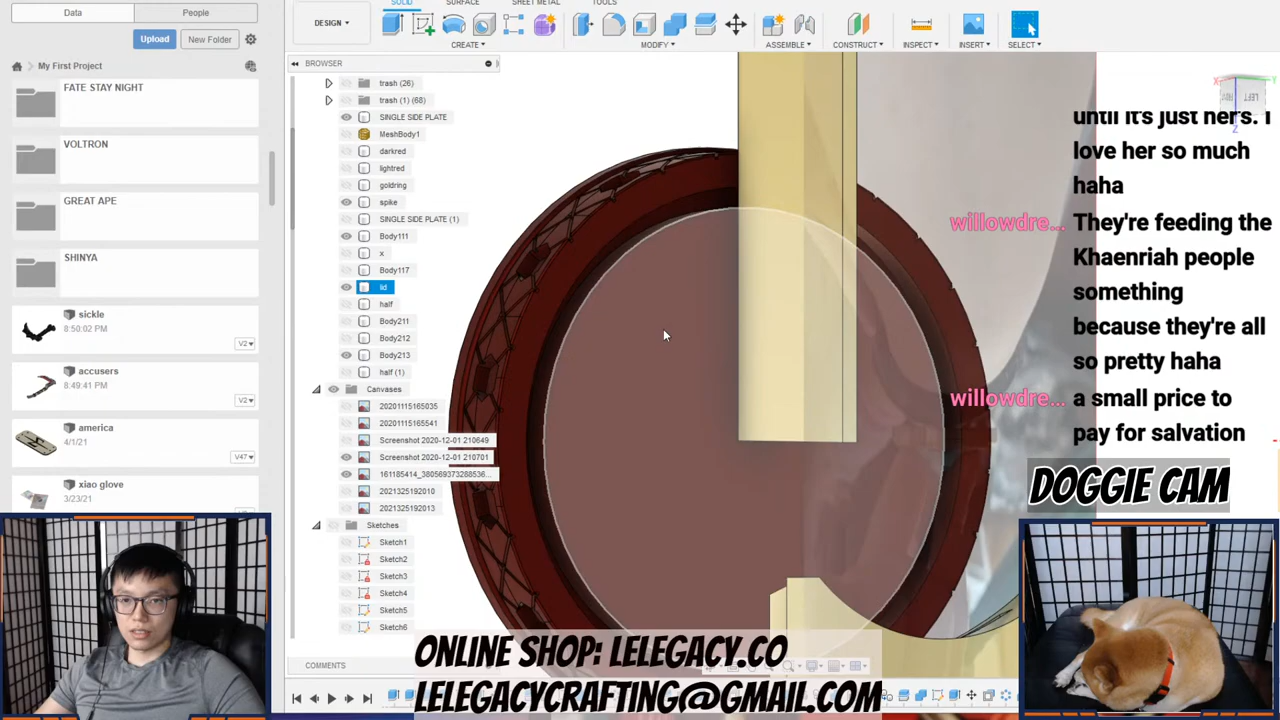 Data
People
Upload
New Folder
My First Project
FATE STAY NIGHT
VOLTRON
GREAT APE
SHINYA
sickle
8:50:02 PM
V2
accusers
8:49:41 PM
V2
america
4/1/21
V47
xiao glove
3/23/21
DESIGN
SOLID
SURFACE
SHEET METAL
TOOLS
CREATE
MODIFY
ASSEMBLE
CONSTRUCT
INSPECT
INSERT
SELECT
BROWSER
trash (26)
trash (1) (68)
SINGLE SIDE PLATE
MeshBody1
darkred
lightred
goldring
spike
SINGLE SIDE PLATE (1)
Body111
x
Body117
lid
half
Body211
Body212
Body213
half (1)
Canvases
20201115165035
20201115165541
Screenshot 2020-12-01 210649
Screenshot 2020-12-01 210701
161185414_380569373288536...
2021325192010
2021325192013
Sketches
Sketch1
Sketch2
Sketch3
Sketch4
Sketch5
Sketch6
COMMENTS
LEFT
X
Y
Z
until it's just hers. I
love her so much
haha
willowdre... They're feeding the
Khaenriah people
something
because they're all
so pretty haha
willowdre... a small price to
pay for salvation
DOGGIE CAM
ONLINE SHOP: LELEGACY.CO
LELEGACYCRAFTING@GMAIL.COM